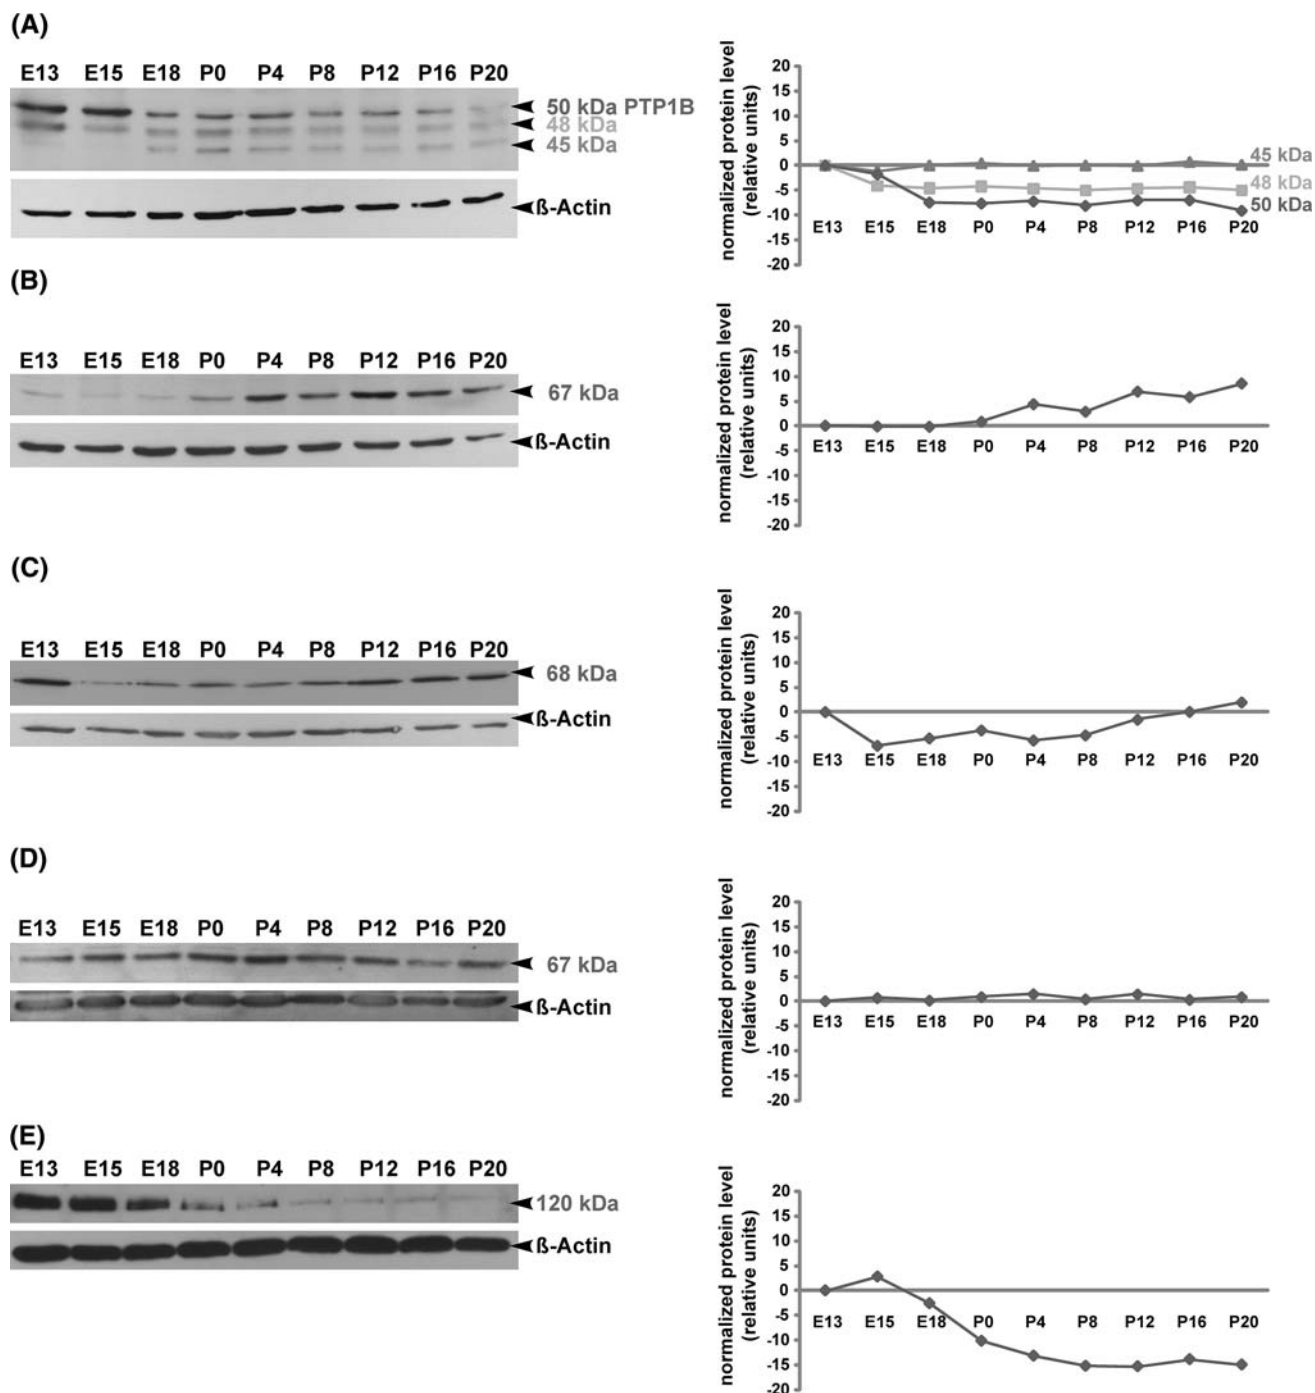 (A)
E13 E15 E18 P0 P4 P8 P12 P16 P20
50 kDa PTP1B
48 kDa
45 kDa
ß-Actin
normalized protein level
(relative units)
20
15
10
5
0
-5
-10
-15
-20
45 kDa
48 kDa
50 kDa
E13 E15 E18 P0 P4 P8 P12 P16 P20
(B)
E13 E15 E18 P0 P4 P8 P12 P16 P20
67 kDa
ß-Actin
normalized protein level
(relative units)
20
15
10
5
0
-5
-10
-15
-20
E13 E15 E18 P0 P4 P8 P12 P16 P20
(C)
E13 E15 E18 P0 P4 P8 P12 P16 P20
68 kDa
ß-Actin
normalized protein level
(relative units)
20
15
10
5
0
-5
-10
-15
-20
E13 E15 E18 P0 P4 P8 P12 P16 P20
(D)
E13 E15 E18 P0 P4 P8 P12 P16 P20
67 kDa
ß-Actin
normalized protein level
(relative units)
20
15
10
5
0
-5
-10
-15
-20
E13 E15 E18 P0 P4 P8 P12 P16 P20
(E)
E13 E15 E18 P0 P4 P8 P12 P16 P20
120 kDa
ß-Actin
normalized protein level
(relative units)
20
15
10
5
0
-5
-10
-15
-20
E13 E15 E18 P0 P4 P8 P12 P16 P20